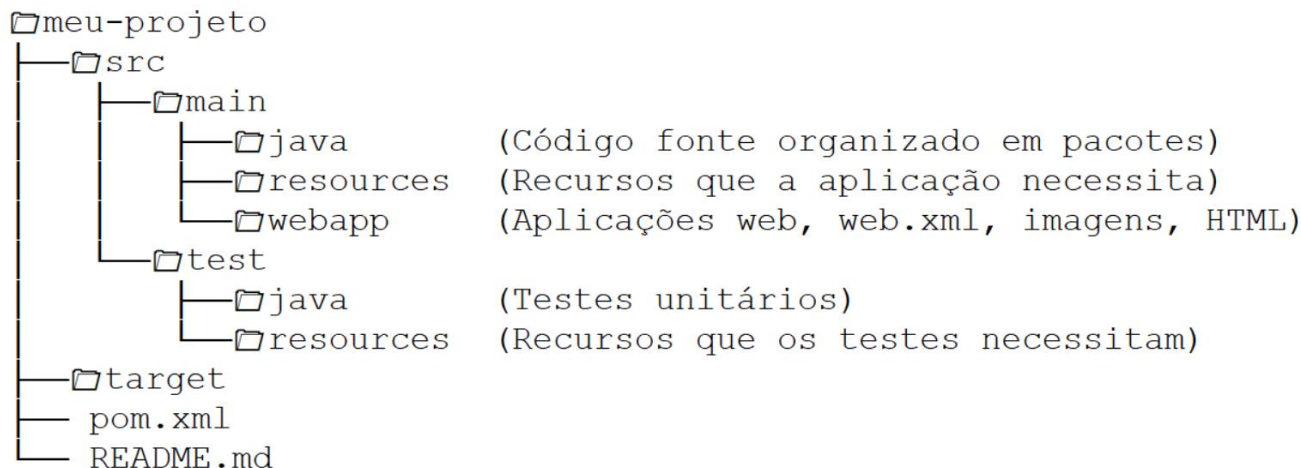 meu-projeto
src
main
java (Código fonte organizado em pacotes)
resources (Recursos que a aplicação necessita)
webapp (Aplicações web, web.xml, imagens, HTML)
test
java (Testes unitários)
resources (Recursos que os testes necessitam)
target
pom.xml
README.md